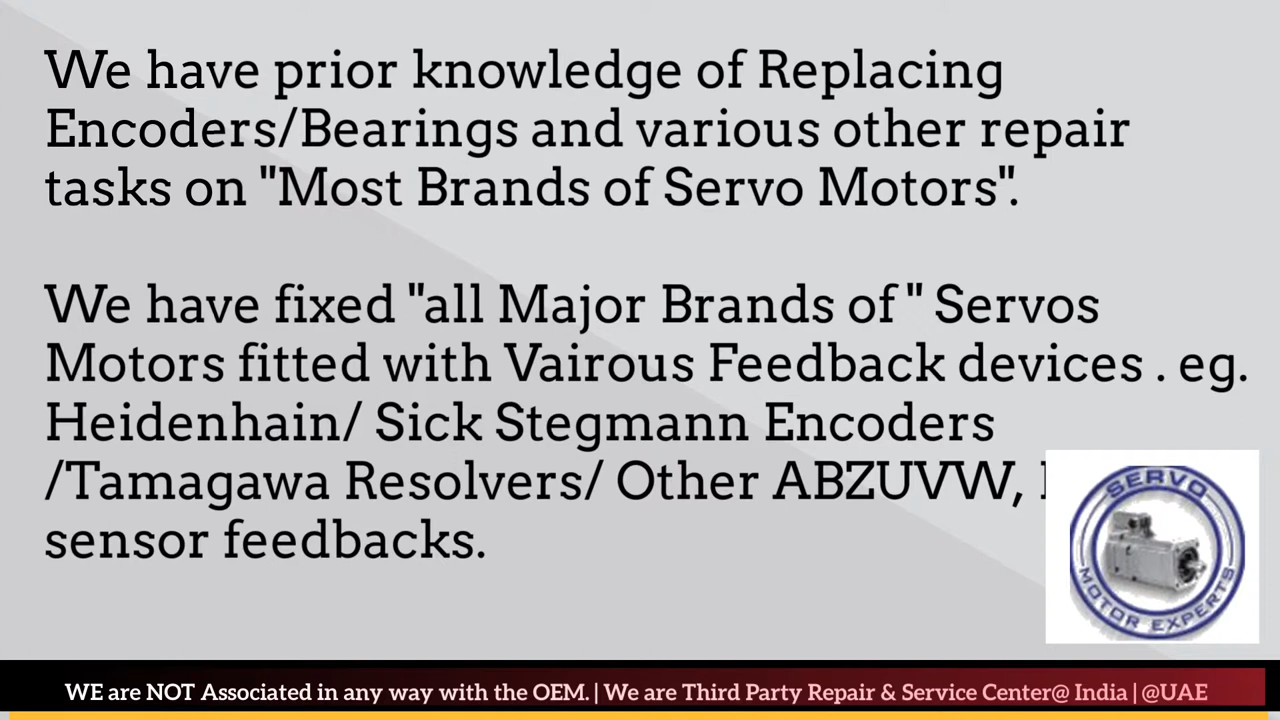 We have prior knowledge of Replacing
Encoders/Bearings and various other repair
tasks on "Most Brands of Servo Motors".
We have fixed "all Major Brands of " Servos
Motors fitted with Vairous Feedback devices . eg.
Heidenhain/ Sick Stegmann Encoders
/Tamagawa Resolvers/ Other ABZUVW,
sensor feedbacks.
SERVO
MOTOR EXPERTS
WE are NOT Associated in any way with the OEM. | We are Third Party Repair & Service Center@ India | @UAE